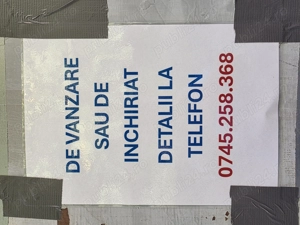 DE VANZARE
SAU DE
INCHIRIAT
DETALII LA
TELEFON
0745.258.368